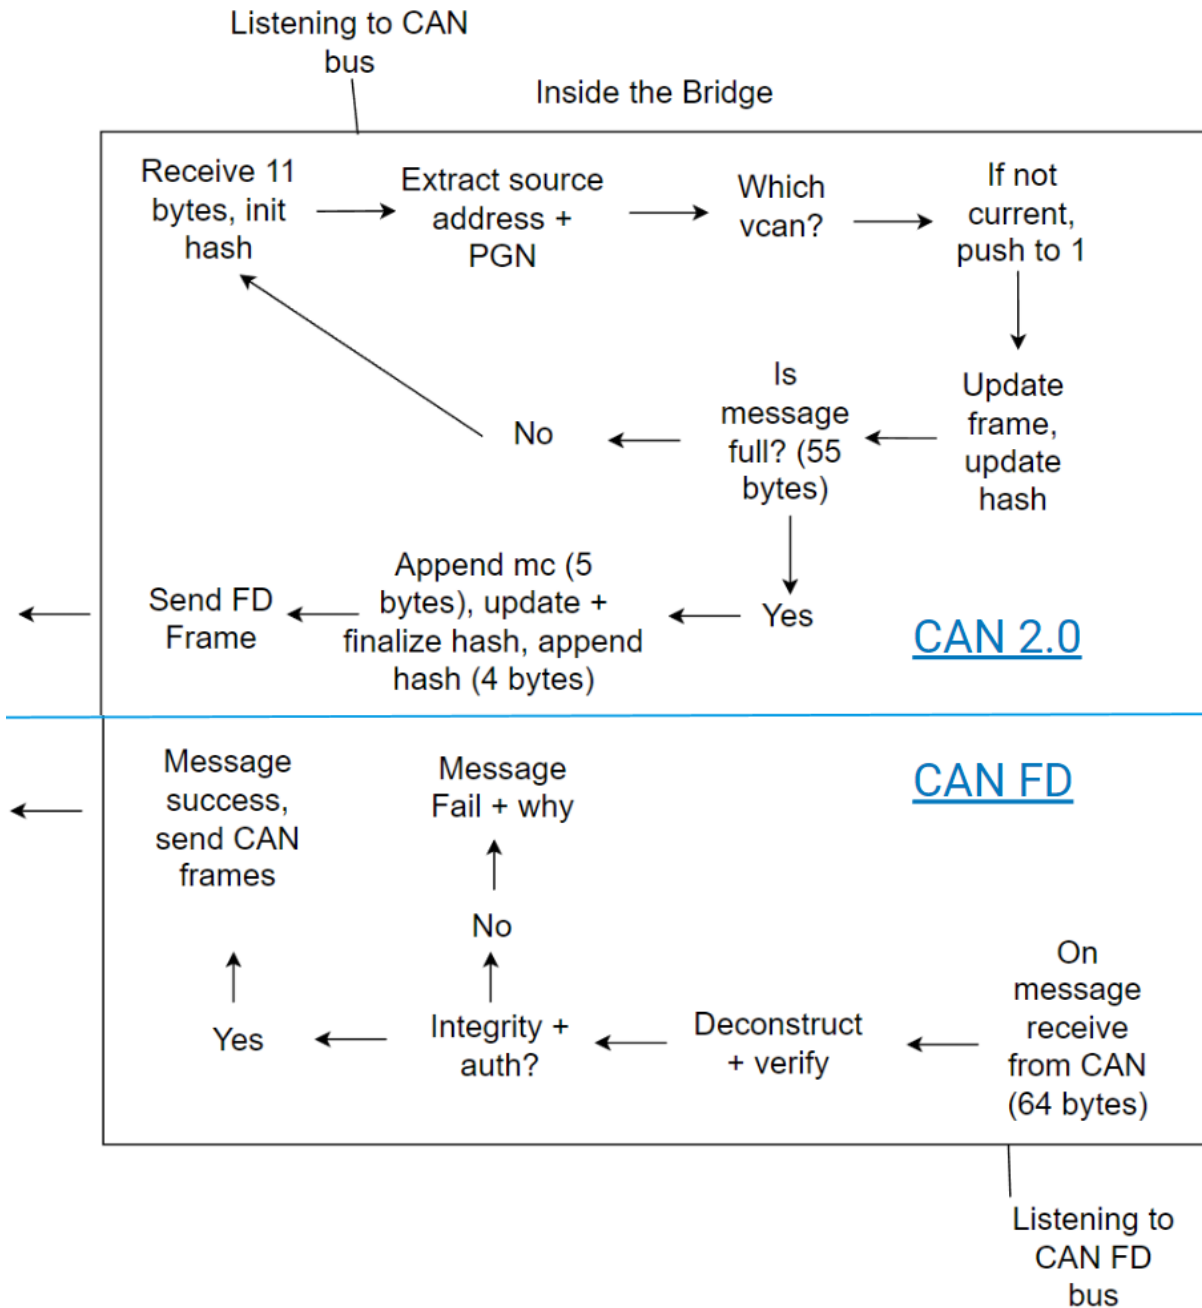 Listening to CAN
bus
Inside the Bridge
Receive 11
bytes, init
hash
Extract source
address +
PGN
Which
vcan?
If not
current,
push to 1
Update
frame,
update
hash
Is
message
full? (55
bytes)
No
Yes
Append mc (5
bytes), update +
finalize hash, append
hash (4 bytes)
Send FD
Frame
CAN 2.0
CAN FD
Message
success,
send CAN
frames
Message
Fail + why
No
Yes
Integrity +
auth?
Deconstruct
+ verify
On
message
receive
from CAN
(64 bytes)
Listening to
CAN FD
bus